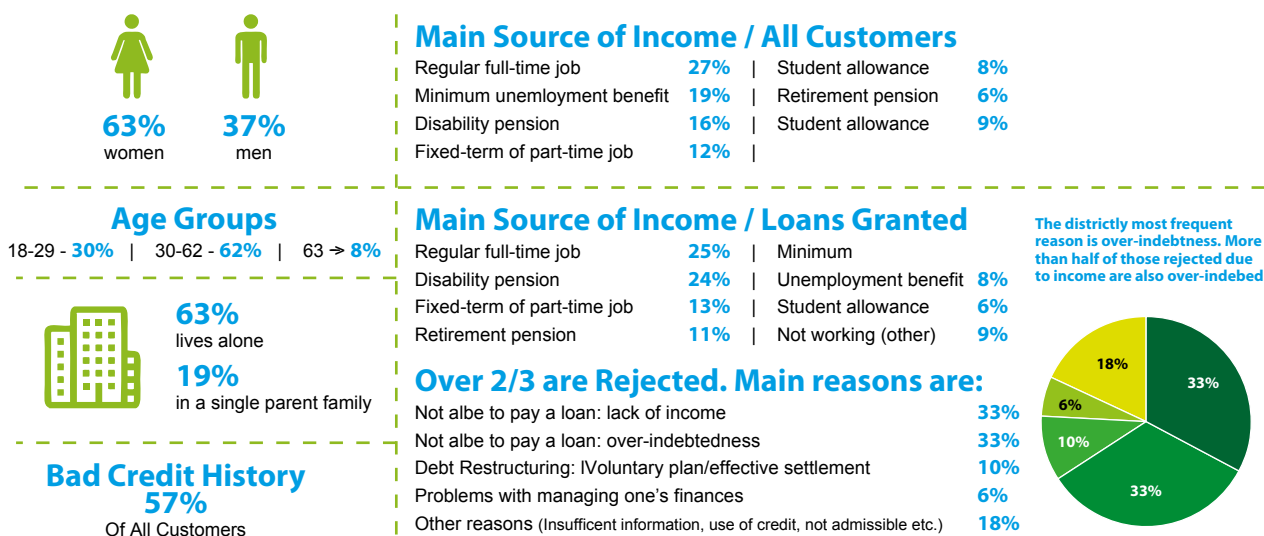 63%
women
37%
men
Age Groups
18-29 - 30% | 30-62 - 62% | 63 → 8%
63%
lives alone
19%
in a single parent family
Bad Credit History
57%
Of All Customers
Main Source of Income / All Customers
Regular full-time job 27% | Student allowance 8%
Minimum unemloyment benefit 19% | Retirement pension 6%
Disability pension 16% | Student allowance 9%
Fixed-term of part-time job 12% |
Main Source of Income / Loans Granted
Regular full-time job 25% | Minimum
Disability pension 24% | Unemployment benefit 8%
Fixed-term of part-time job 13% | Student allowance 6%
Retirement pension 11% | Not working (other) 9%
Over 2/3 are Rejected. Main reasons are:
Not albe to pay a loan: lack of income 33%
Not albe to pay a loan: over-indebtedness 33%
Debt Restructuring: lVoluntary plan/effective settlement 10%
Problems with managing one's finances 6%
Other reasons (Insufficent information, use of credit, not admissible etc.) 18%
The districtly most frequent
reason is over-indebtness. More
than half of those rejected due
to income are also over-indebed
18%
33%
6%
10%
33%